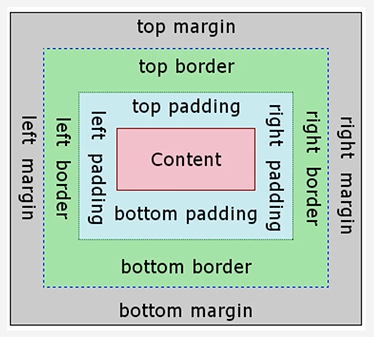 top margin
top border
top padding
left margin
left border
left padding
Content
right padding
right border
right margin
bottom padding
bottom border
bottom margin